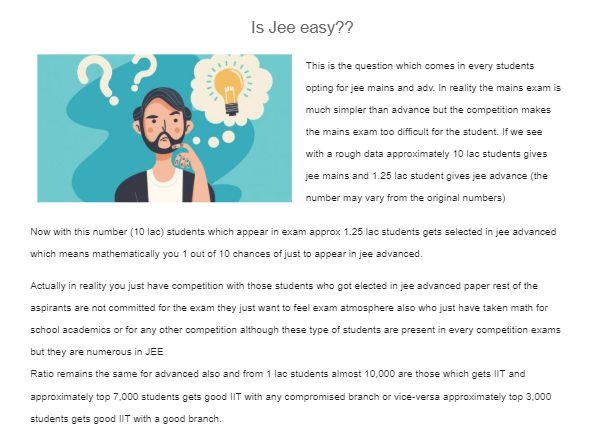 Is Jee easy??
This is the question which comes in every students
opting for jee mains and adv. In reality the mains exam is
much simpler than advance but the competition makes
the mains exam too difficult for the student. If we see
with a rough data approximately 10 lac students gives
jee mains and 1.25 lac student gives jee advance (the
number may vary from the original numbers)
Now with this number (10 lac) students which appear in exam approx 1.25 lac students gets selected in jee advanced
which means mathematically you 1 out of 10 chances of just to appear in jee advanced.
Actually in reality you just have competition with those students who got elected in jee advanced paper rest of the
aspirants are not committed for the exam they just want to feel exam atmosphere also who just have taken math for
school academics or for any other competition although these type of students are present in every competition exams
but they are numerous in JEE
Ratio remains the same for advanced also and from 1 lac students almost 10,000 are those which gets IIT and
approximately top 7,000 students gets good IIT with any compromised branch or vice-versa approximately top 3,000
students gets good IIT with a good branch.